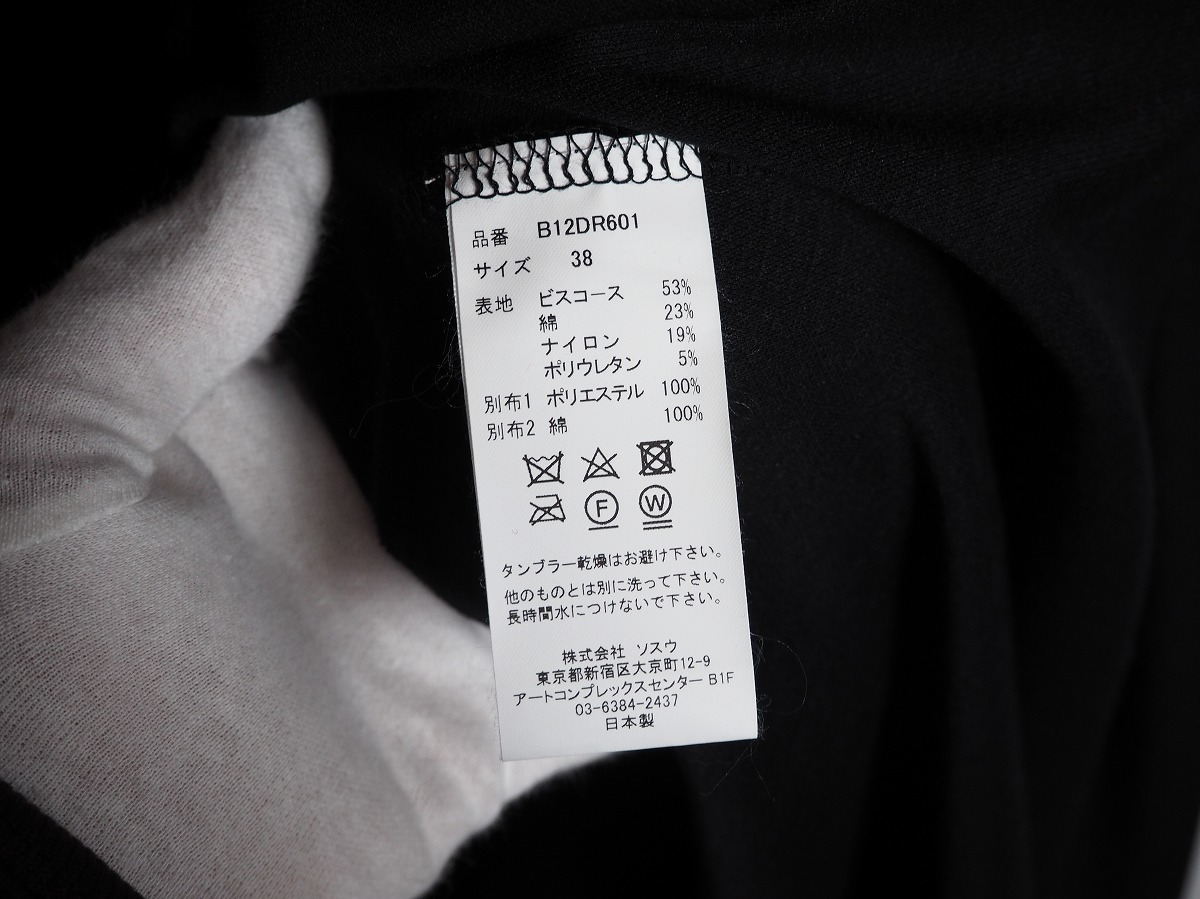 品番 B12DR601
サイズ 38
表地 ビスコース 53%
綿 23%
ナイロン 19%
ポリウレタン 5%
別布1 ポリエステル 100%
別布2 綿 100%
F W
タンブラー乾燥はお避け下さい。
他のものとは別に洗って下さい。
長時間水につけないで下さい。
株式会社 ソスウ
東京都新宿区大京町12-9
アートコンプレックスセンター B1F
03-6384-2437
日本製